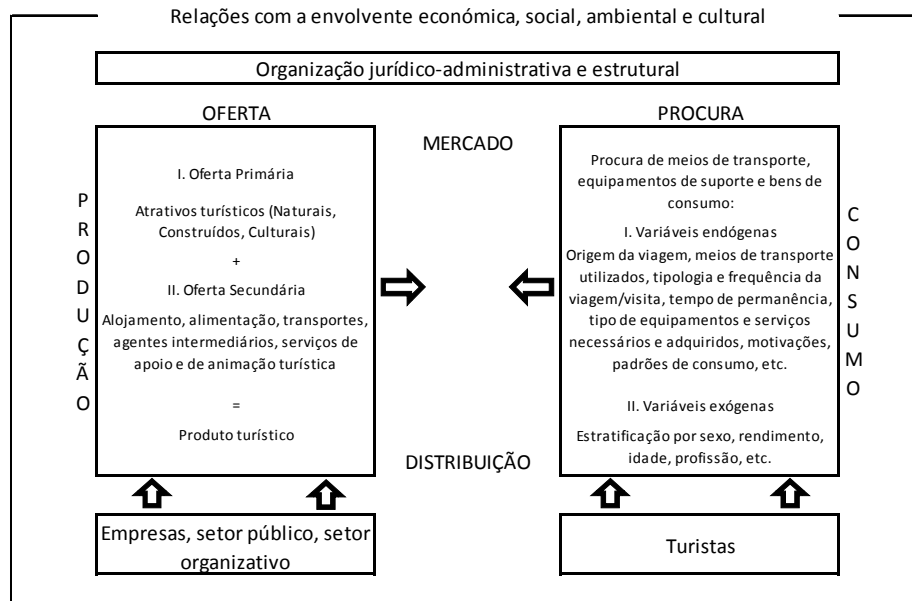 Relações com a envolvente económica, social, ambiental e cultural
Organização jurídico-administrativa e estrutural
OFERTA
PRODUÇÃO
I. Oferta Primária
Atrativos turísticos (Naturais,
Construídos, Culturais)
+
II. Oferta Secundária
Alojamento, alimentação, transportes,
agentes intermediários, serviços de
apoio e de animação turística
=
Produto turístico
Empresas, setor público, setor
organizativo
MERCADO
DISTRIBUIÇÃO
PROCURA
Procura de meios de transporte,
equipamentos de suporte e bens de
consumo:
I. Variáveis endógenas
Origem da viagem, meios de transporte
utilizados, tipologia e frequência da
viagem/visita, tempo de permanência,
tipo de equipamentos e serviços
necessários e adquiridos, motivações,
padrões de consumo, etc.
II. Variáveis exógenas
Estratificação por sexo, rendimento,
idade, profissão, etc.
CONSUMO
Turistas